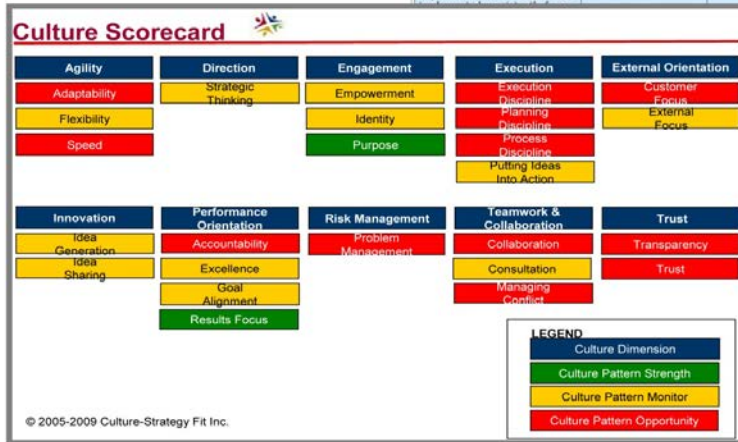 Culture Scorecard
Agility
Adaptability
Flexibility
Speed
Direction
Strategic
Thinking
Engagement
Empowerment
Identity
Purpose
Execution
Execution
Discipline
Planning
Discipline
Process
Discipline
Putting Ideas
Into Action
External Orientation
Customer
Focus
External
Focus
Innovation
Idea
Generation
Idea
Sharing
Performance
Orientation
Accountability
Excellence
Goal
Alignment
Results Focus
Risk Management
Problem
Management
Teamwork &
Collaboration
Collaboration
Consultation
Managing
Conflict
Trust
Transparency
Trust
LEGEND
Culture Dimension
Culture Pattern Strength
Culture Pattern Monitor
Culture Pattern Opportunity
© 2005-2009 Culture-Strategy Fit Inc.